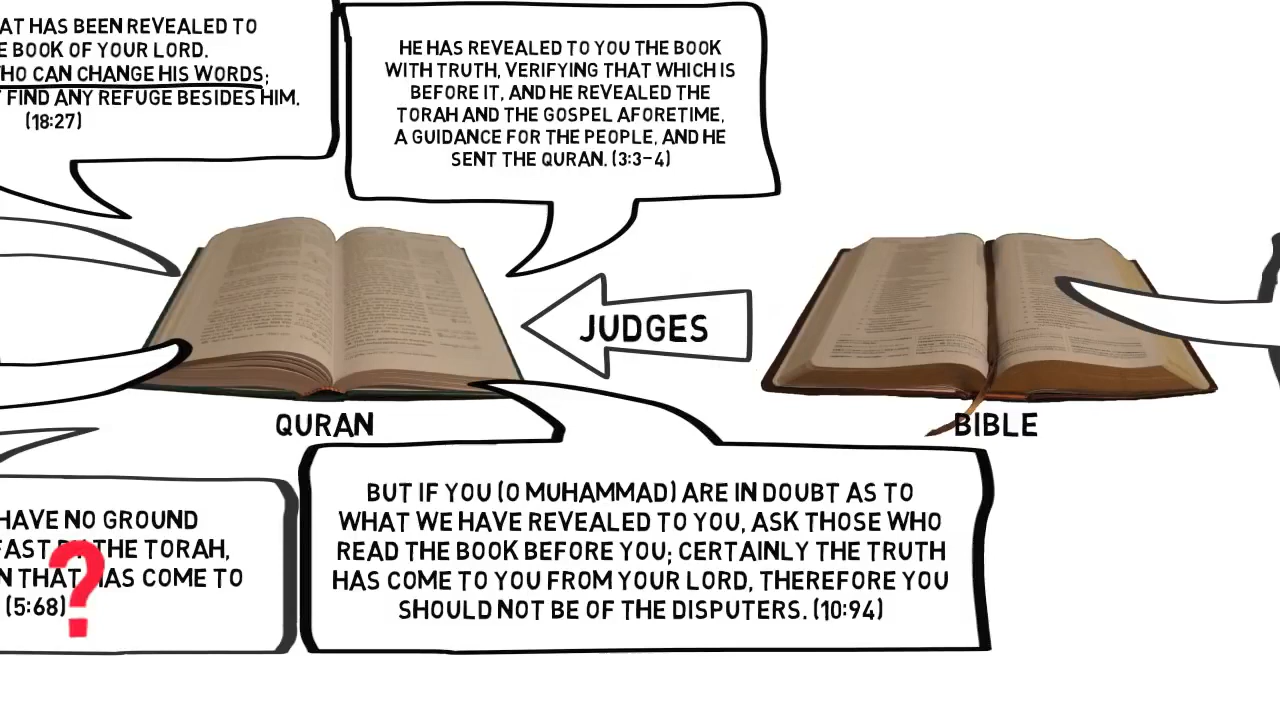 AT HAS BEEN REVEALED TO
E BOOK OF YOUR LORD.
HO CAN CHANGE HIS WORDS;
FIND ANY REFUGE BESIDES HIM.
(18:27)
HE HAS REVEALED TO YOU THE BOOK
WITH TRUTH, VERIFYING THAT WHICH IS
BEFORE IT, AND HE REVEALED THE
TORAH AND THE GOSPEL AFORETIME,
A GUIDANCE FOR THE PEOPLE, AND HE
SENT THE QURAN. (3:3-4)
JUDGES
QURAN
BIBLE
HAVE NO GROUND
FAST BY THE TORAH,
N THAT HAS COME TO
(5:68)
?
BUT IF YOU (O MUHAMMAD) ARE IN DOUBT AS TO
WHAT WE HAVE REVEALED TO YOU, ASK THOSE WHO
READ THE BOOK BEFORE YOU; CERTAINLY THE TRUTH
HAS COME TO YOU FROM YOUR LORD, THEREFORE YOU
SHOULD NOT BE OF THE DISPUTERS. (10:94)